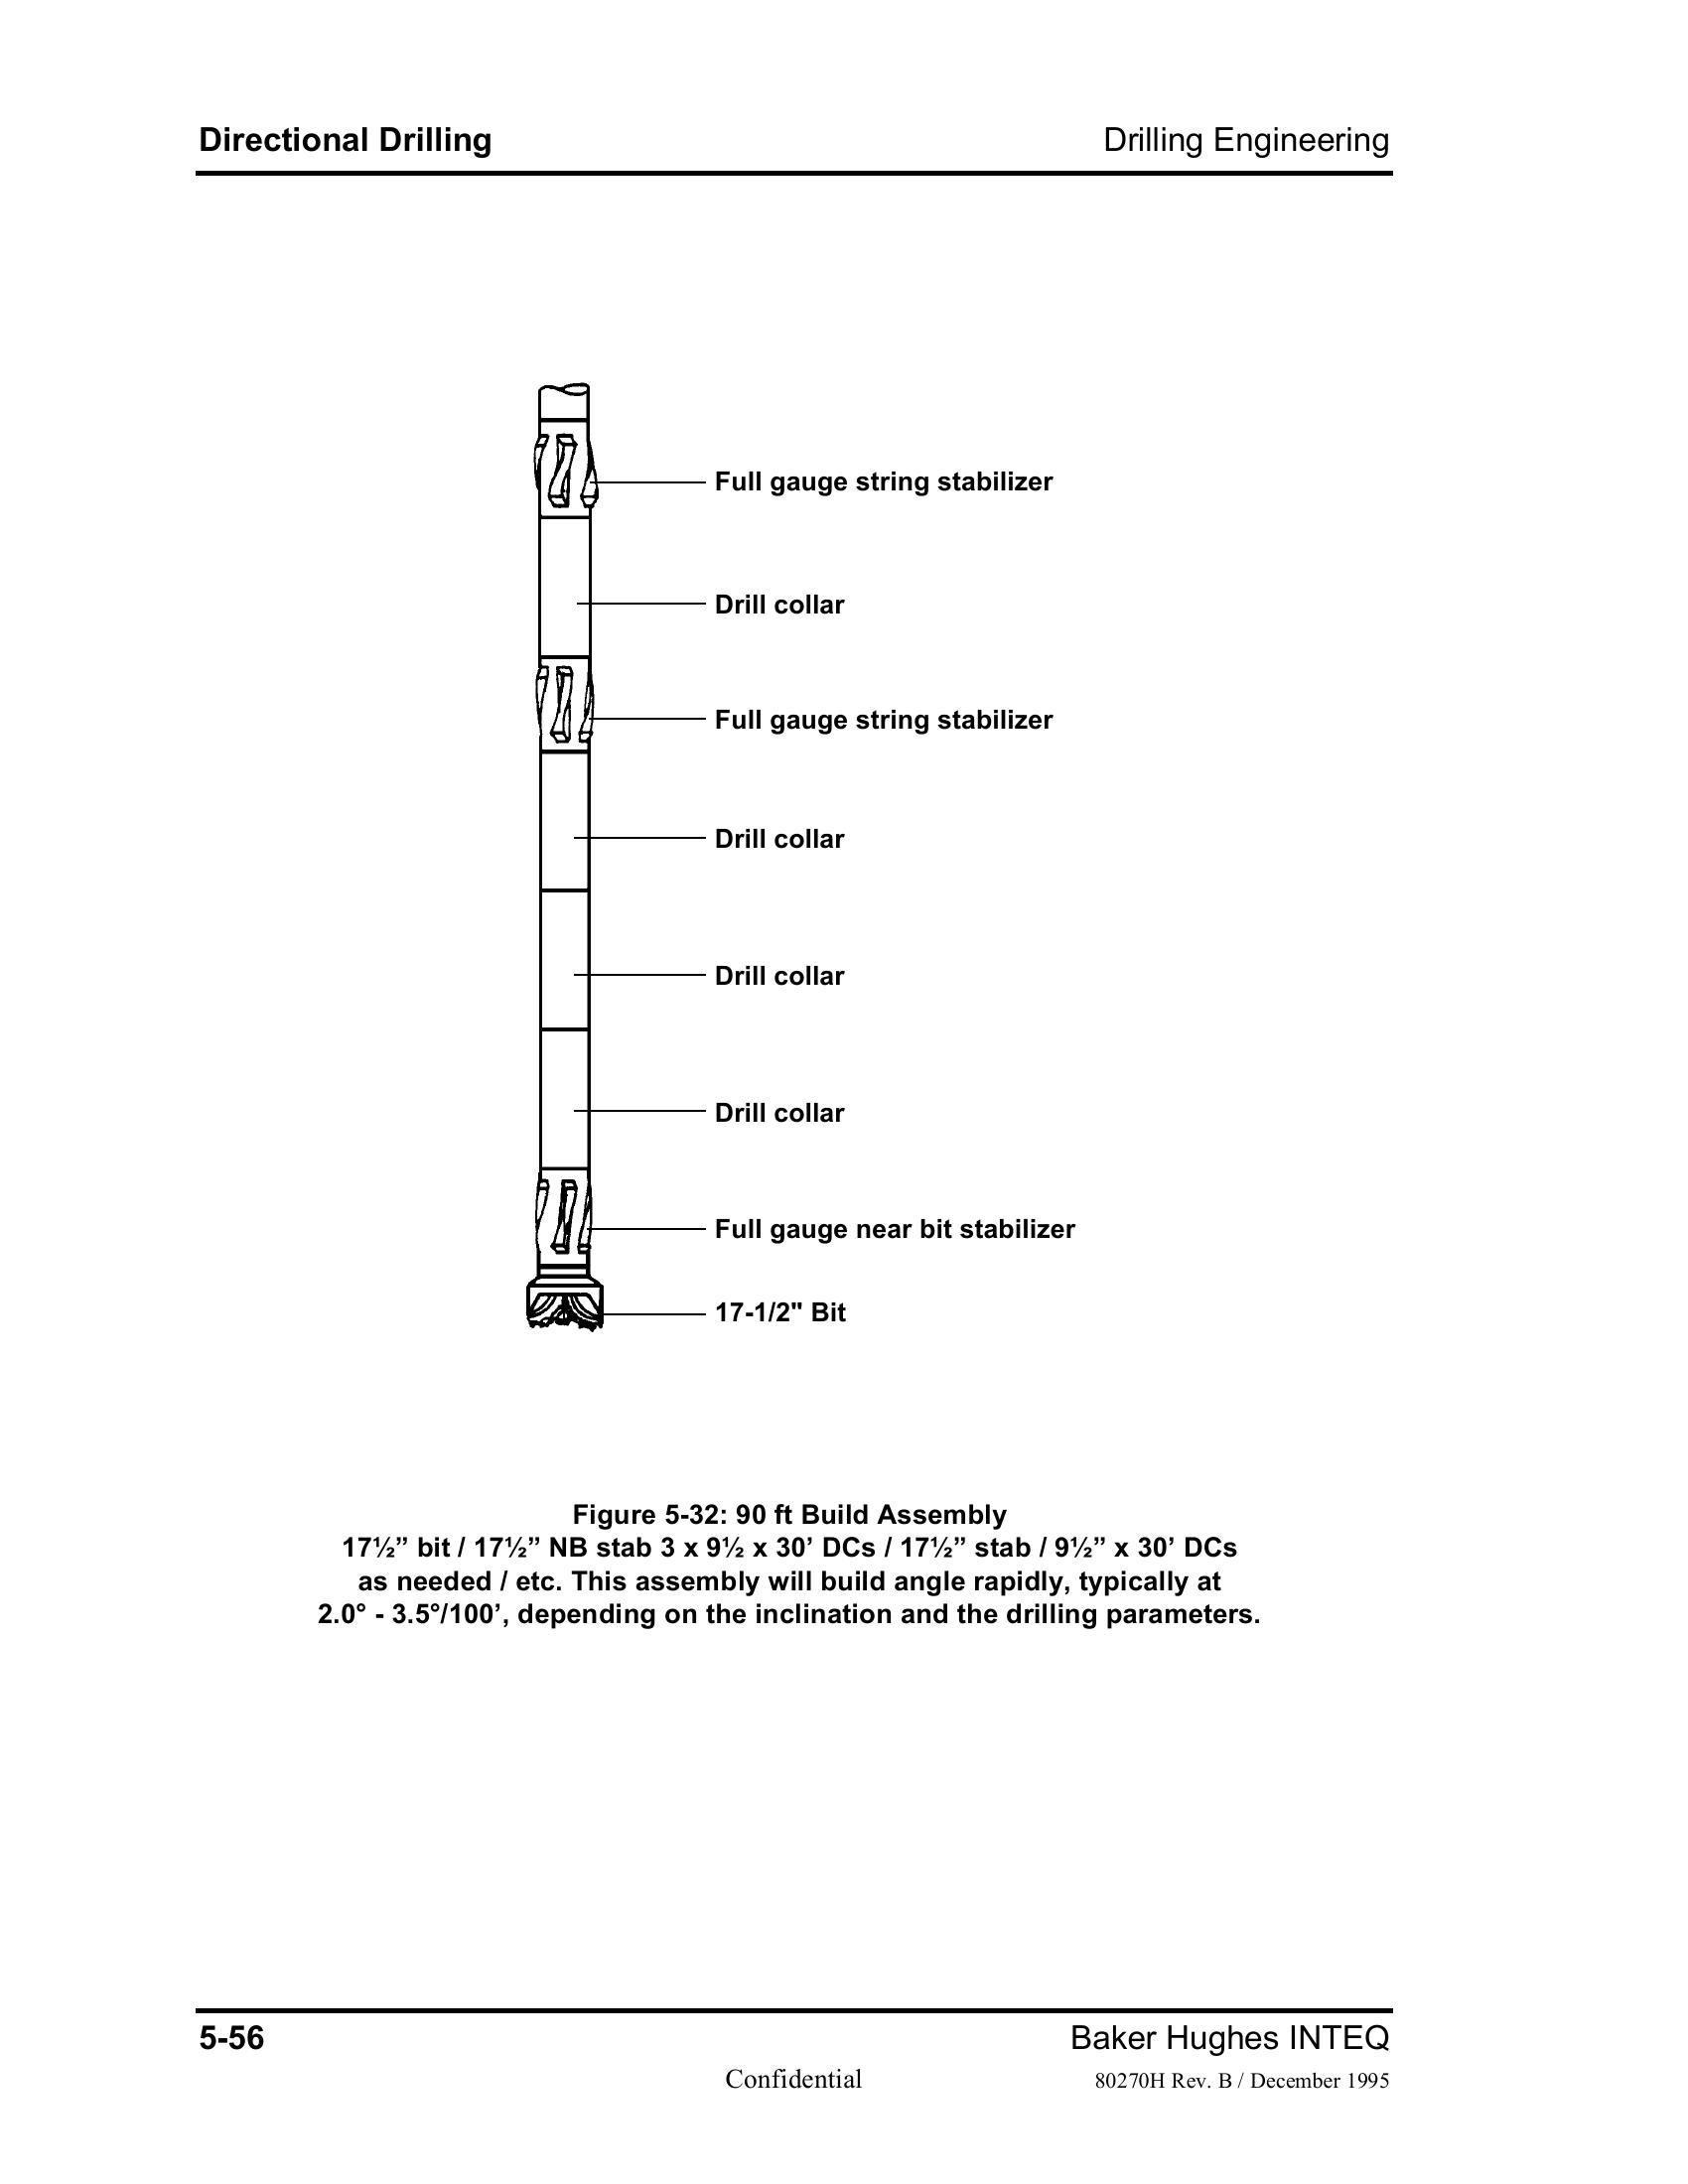 Directional Drilling
Drilling Engineering
Full gauge string stabilizer
Drill collar
Full gauge string stabilizer
Drill collar
Drill collar
Drill collar
Full gauge near bit stabilizer
17-1/2" Bit
Figure 5-32: 90 ft Build Assembly
17½” bit / 17½” NB stab 3 x 9½ x 30’ DCs / 17½” stab / 9½” x 30’ DCs
as needed / etc. This assembly will build angle rapidly, typically at
2.0° - 3.5°/100’, depending on the inclination and the drilling parameters.
5-56
Baker Hughes INTEQ
Confidential
80270H Rev. B / December 1995